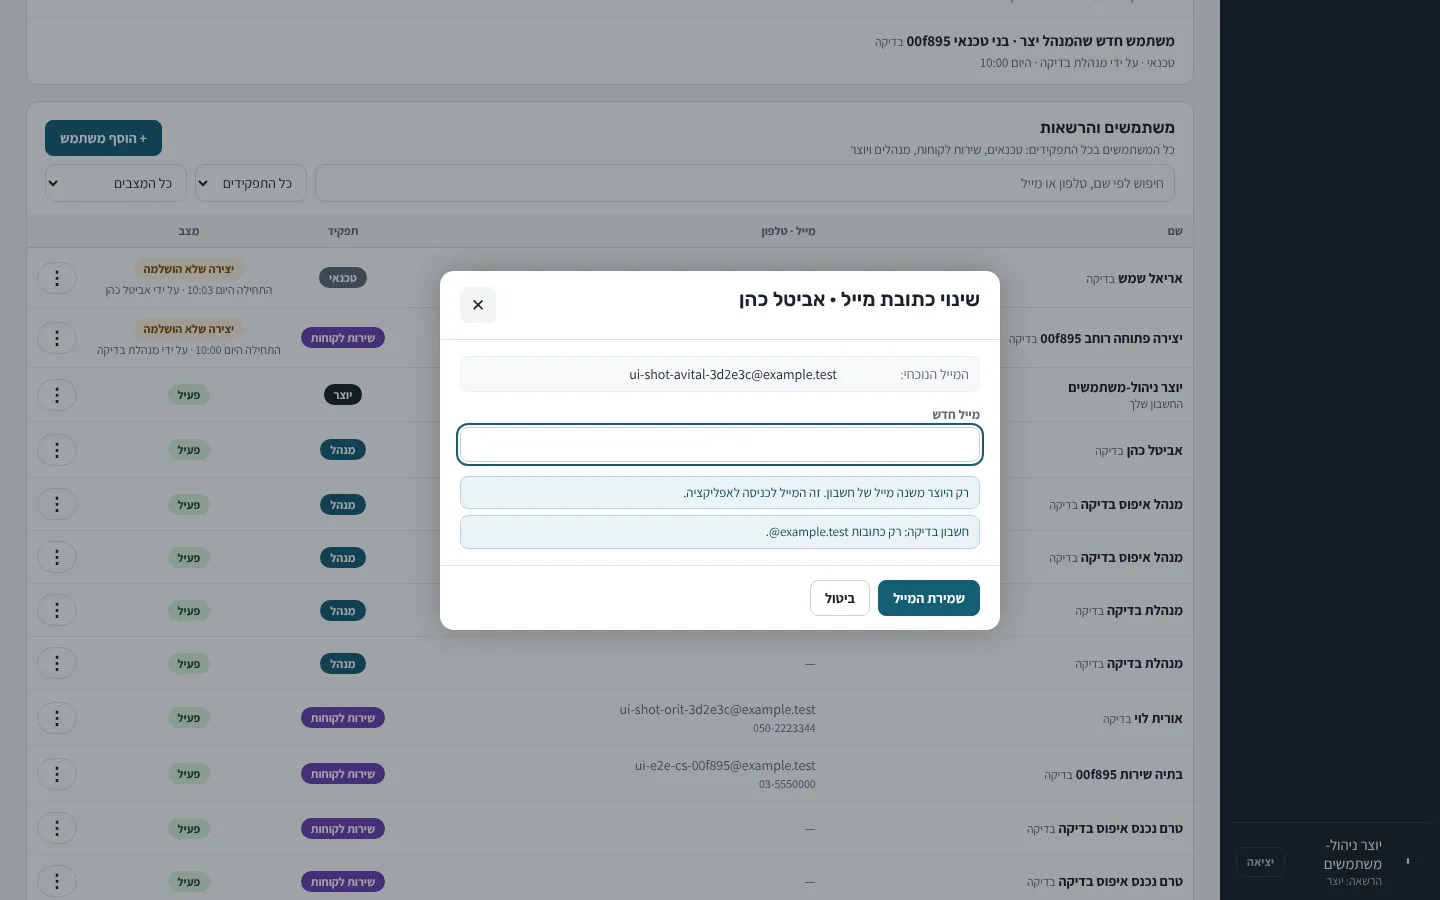 משתמש חדש שהמנהל יצר · בני טכנאי 00f895 בדיקה
טכנאי · על ידי מנהלת בדיקה · היום 10:00
משתמשים והרשאות
+ הוסף משתמש
כל המשתמשים בכל התפקידים: טכנאים, שירות לקוחות, מנהלים ויוצר
חיפוש לפי שם, טלפון או מייל
כל התפקידים
כל המצבים
שם
מייל · טלפון
תפקיד
מצב
אריאל שמש בדיקה
טכנאי
יצירה שלא הושלמה
התחילה היום 10:03 · על ידי אביטל כהן
יצירה פתוחה רוחב 00f895 בדיקה
שירות לקוחות
יצירה שלא הושלמה
התחילה היום 10:00 · על ידי מנהלת בדיקה
יוצר ניהול-משתמשים
החשבון שלך
יוצר
פעיל
אביטל כהן בדיקה
מנהל
פעיל
מנהל איפוס בדיקה בדיקה
מנהל
פעיל
מנהל איפוס בדיקה בדיקה
מנהל
פעיל
מנהלת בדיקה בדיקה
מנהל
פעיל
מנהלת בדיקה בדיקה
—
מנהל
פעיל
אורית לוי בדיקה
ui-shot-orit-3d2e3c@example.test
050-2223344
שירות לקוחות
פעיל
בתיה שירות 00f895 בדיקה
ui-e2e-cs-00f895@example.test
03-5550000
שירות לקוחות
פעיל
טרם נכנס איפוס בדיקה בדיקה
—
שירות לקוחות
פעיל
טרם נכנס איפוס בדיקה בדיקה
—
שירות לקוחות
פעיל
שינוי כתובת מייל • אביטל כהן
המייל הנוכחי:
ui-shot-avital-3d2e3c@example.test
מייל חדש
רק היוצר משנה מייל של חשבון. זה המייל לכניסה לאפליקציה.
חשבון בדיקה: רק כתובות @example.test.
שמירת המייל
ביטול
יוצר ניהול-
משתמשים
הרשאה: יוצר
יציאה